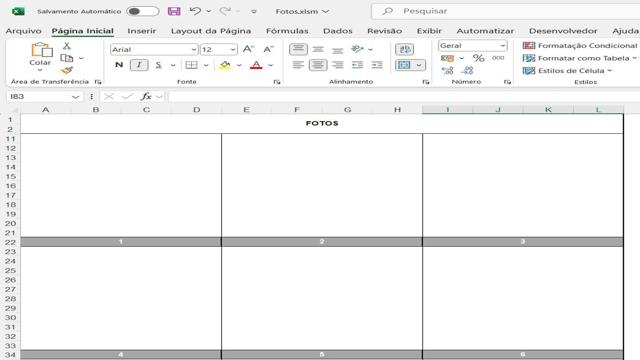 Salvamento Automático
Fotos.xlsm
Pesquisar
Arquivo Página Inicial Inserir Layout da Página Fórmulas Dados Revisão Exibir Automatizar Desenvolvedor Ajuda
Colar
Arial 12 A A
N I S A
Geral
% 000
Formatação Condicional
Formatar como Tabela
Estilos de Célula
Área de Transferência Fonte Alinhamento Estilos
I83 fx
A B C D E F G H I J K L
1
FOTOS
2
11
12
13
14
15
16
17
18
19
20
21
22 1 2 3
23
24
25
26
27
28
29
30
31
32
33
34 4 5 6